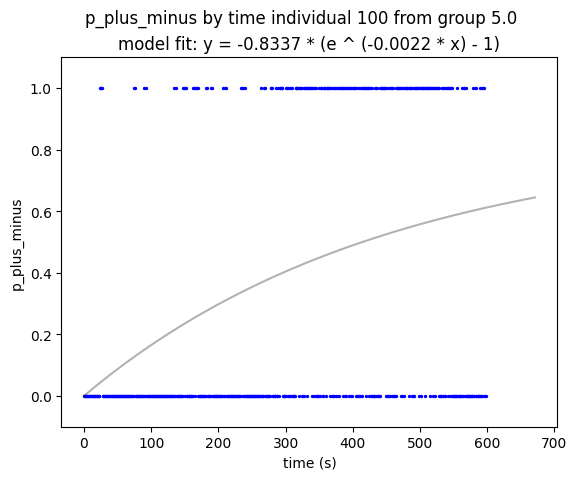 p_plus_minus by time individual 100 from group 5.0
model fit: y = -0.8337 * (e ^ (-0.0022 * x) - 1)
1.0
0.8
0.6
0.4
0.2
0.0
p_plus_minus
0 100 200 300 400 500 600 700
time (s)